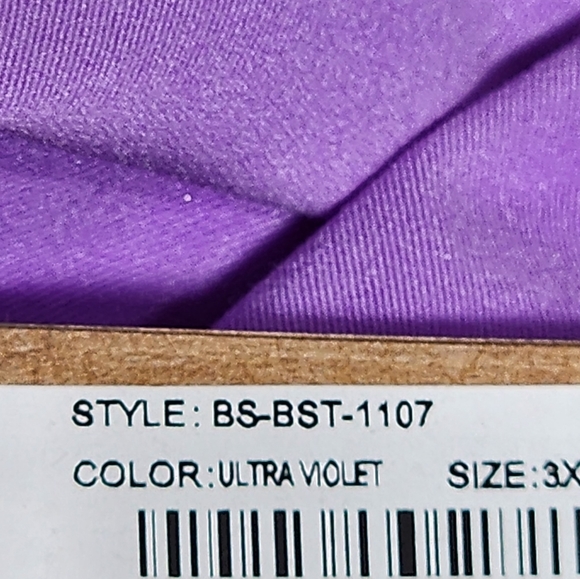 STYLE: BS-BST-1107
COLOR:ULTRA VIOLET SIZE:3X